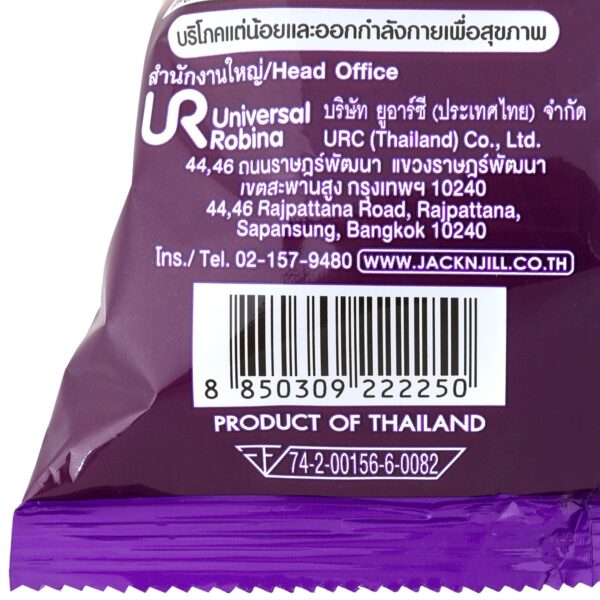 บริโภคแต่น้อยและออกกำลังกายเพื่อสุขภาพ
สำนักงานใหญ่/Head Office
UR Universal Robina
บริษัท ยูอาร์ซี (ประเทศไทย) จำกัด
URC (Thailand) Co., Ltd.
44,46 ถนนราษฎร์พัฒนา แขวงราษฎร์พัฒนา
เขตสะพานสูง กรุงเทพฯ 10240
44,46 Rajpattana Road, Rajpattana,
Sapansung, Bangkok 10240
โทร./ Tel. 02-157-9480 WWW.JACKNJILL.CO.TH
8 850309 222250
PRODUCT OF THAILAND
74-2-00156-6-0082